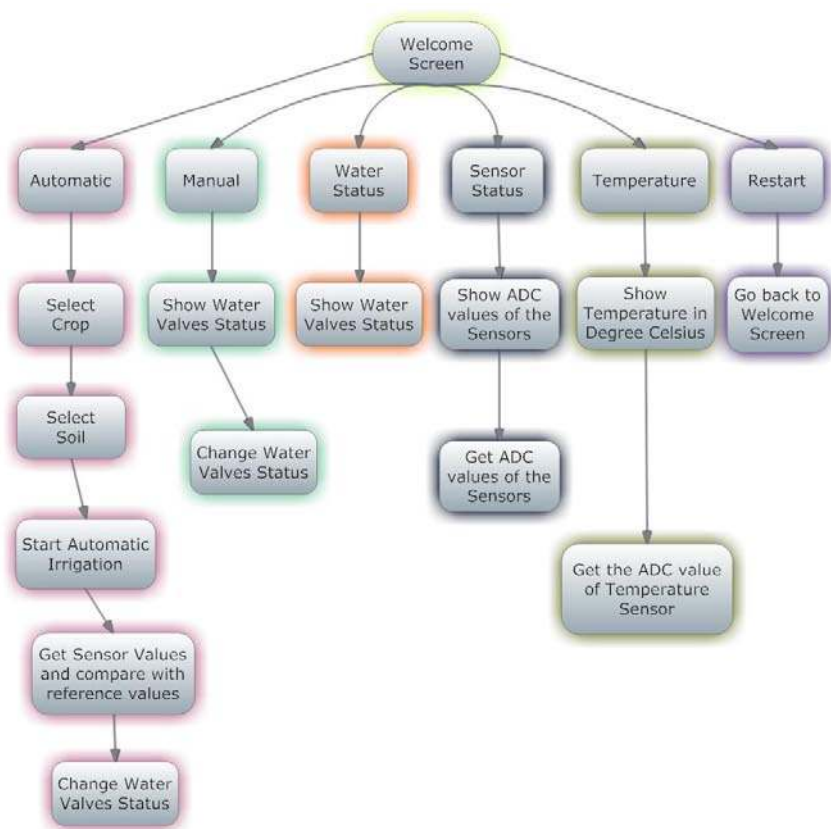 Welcome
Screen
Automatic
Manual
Water
Status
Sensor
Status
Temperature
Restart
Select
Crop
Show Water
Valves Status
Show Water
Valves Status
Show ADC
values of the
Sensors
Show
Temperature in
Degree Celsius
Go back to
Welcome
Screen
Select
Soil
Change Water
Valves Status
Get ADC
values of the
Sensors
Start Automatic
Irrigation
Get the ADC value
of Temperature
Sensor
Get Sensor Values
and compare with
reference values
Change Water
Valves Status